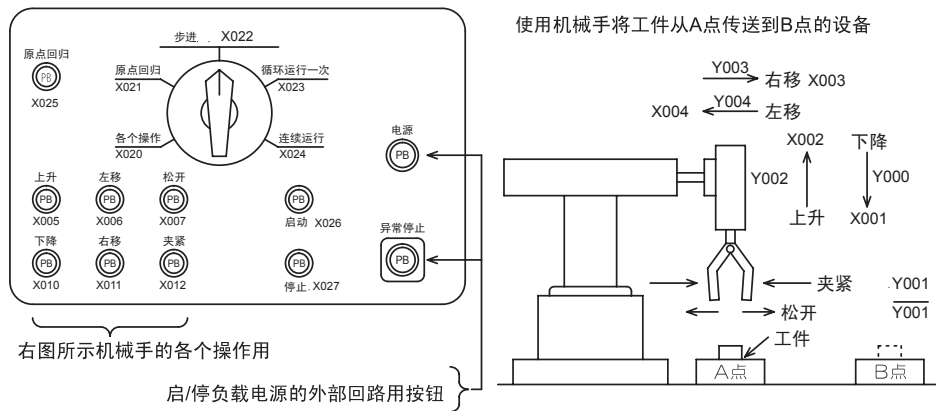 使用机械手将工件从A点传送到B点的设备
步进. . X022
原点回归
PB
X025
原点回归
X021
循环运行一次
X023
各个操作
X020
连续运行
X024
电源
PB
上升 左移 松开
PB PB PB PB
X005 X006 X007 启动 X026
下降 右移 夹紧
PB PB PB PB
X010 X011 X012 停止. X027
异常停止
PB
右图所示机械手的各个操作用
启/停负载电源的外部回路用按钮
Y003 右移 X003
X004 Y004 左移
X002 下降
Y002 Y000
上升 X001
夹紧 .Y001
松开 Y001
工件
A点 B点